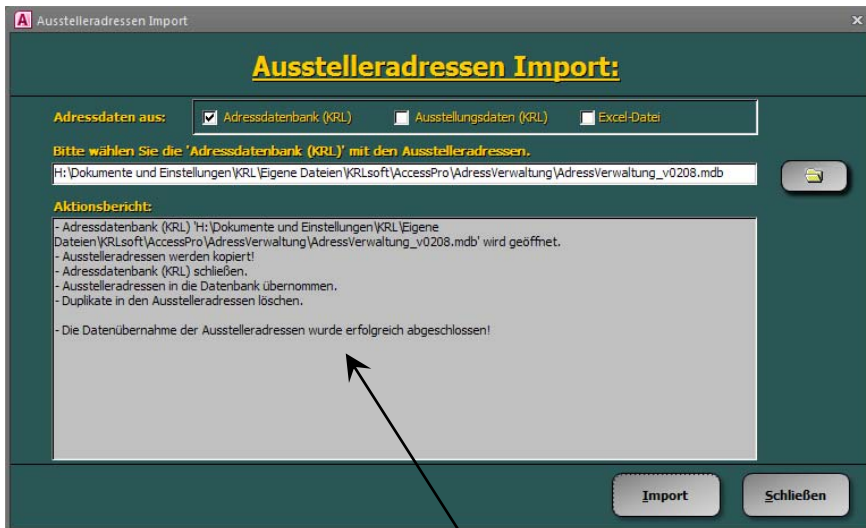 Ausstelleradressen Import
Ausstelleradressen Import:
Adressdaten aus: Adressdatenbank (KRL) Ausstellungsdaten (KRL) Excel-Datei
Bitte wählen Sie die 'Adressdatenbank (KRL)' mit den Ausstelleradressen.
H:\Dokumente und Einstellungen\KRL\Eigene Dateien\KRLsoft\AccessPro\AdressVerwaltung\AdressVerwaltung_v0208.mdb
Aktionsbericht:
- Adressdatenbank (KRL) 'H:\Dokumente und Einstellungen\KRL\Eigene
Dateien\KRLsoft\AccessPro\AdressVerwaltung\AdressVerwaltung_v0208.mdb' wird geöffnet.
- Ausstelleradressen werden kopiert!
- Adressdatenbank (KRL) schließen.
- Ausstelleradressen in die Datenbank übernommen.
- Duplikate in den Ausstelleradressen löschen.
- Die Datenübernahme der Ausstelleradressen wurde erfolgreich abgeschlossen!
Import Schließen